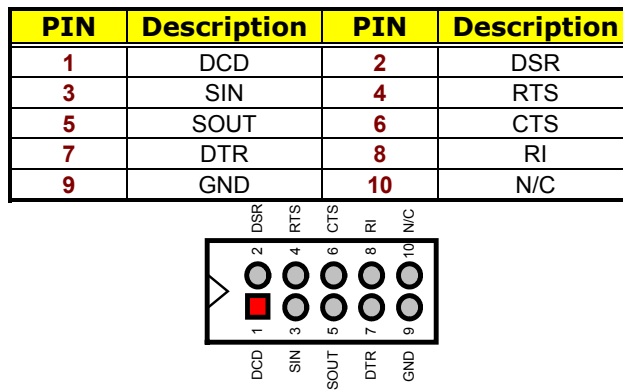 PIN Description PIN Description
1 DCD 2 DSR
3 SIN 4 RTS
5 SOUT 6 CTS
7 DTR 8 RI
9 GND 10 N/C
DSR RTS CTS RI N/C
2 4 6 8 10
1 3 5 7 9
DCD SIN SOUT DTR GND